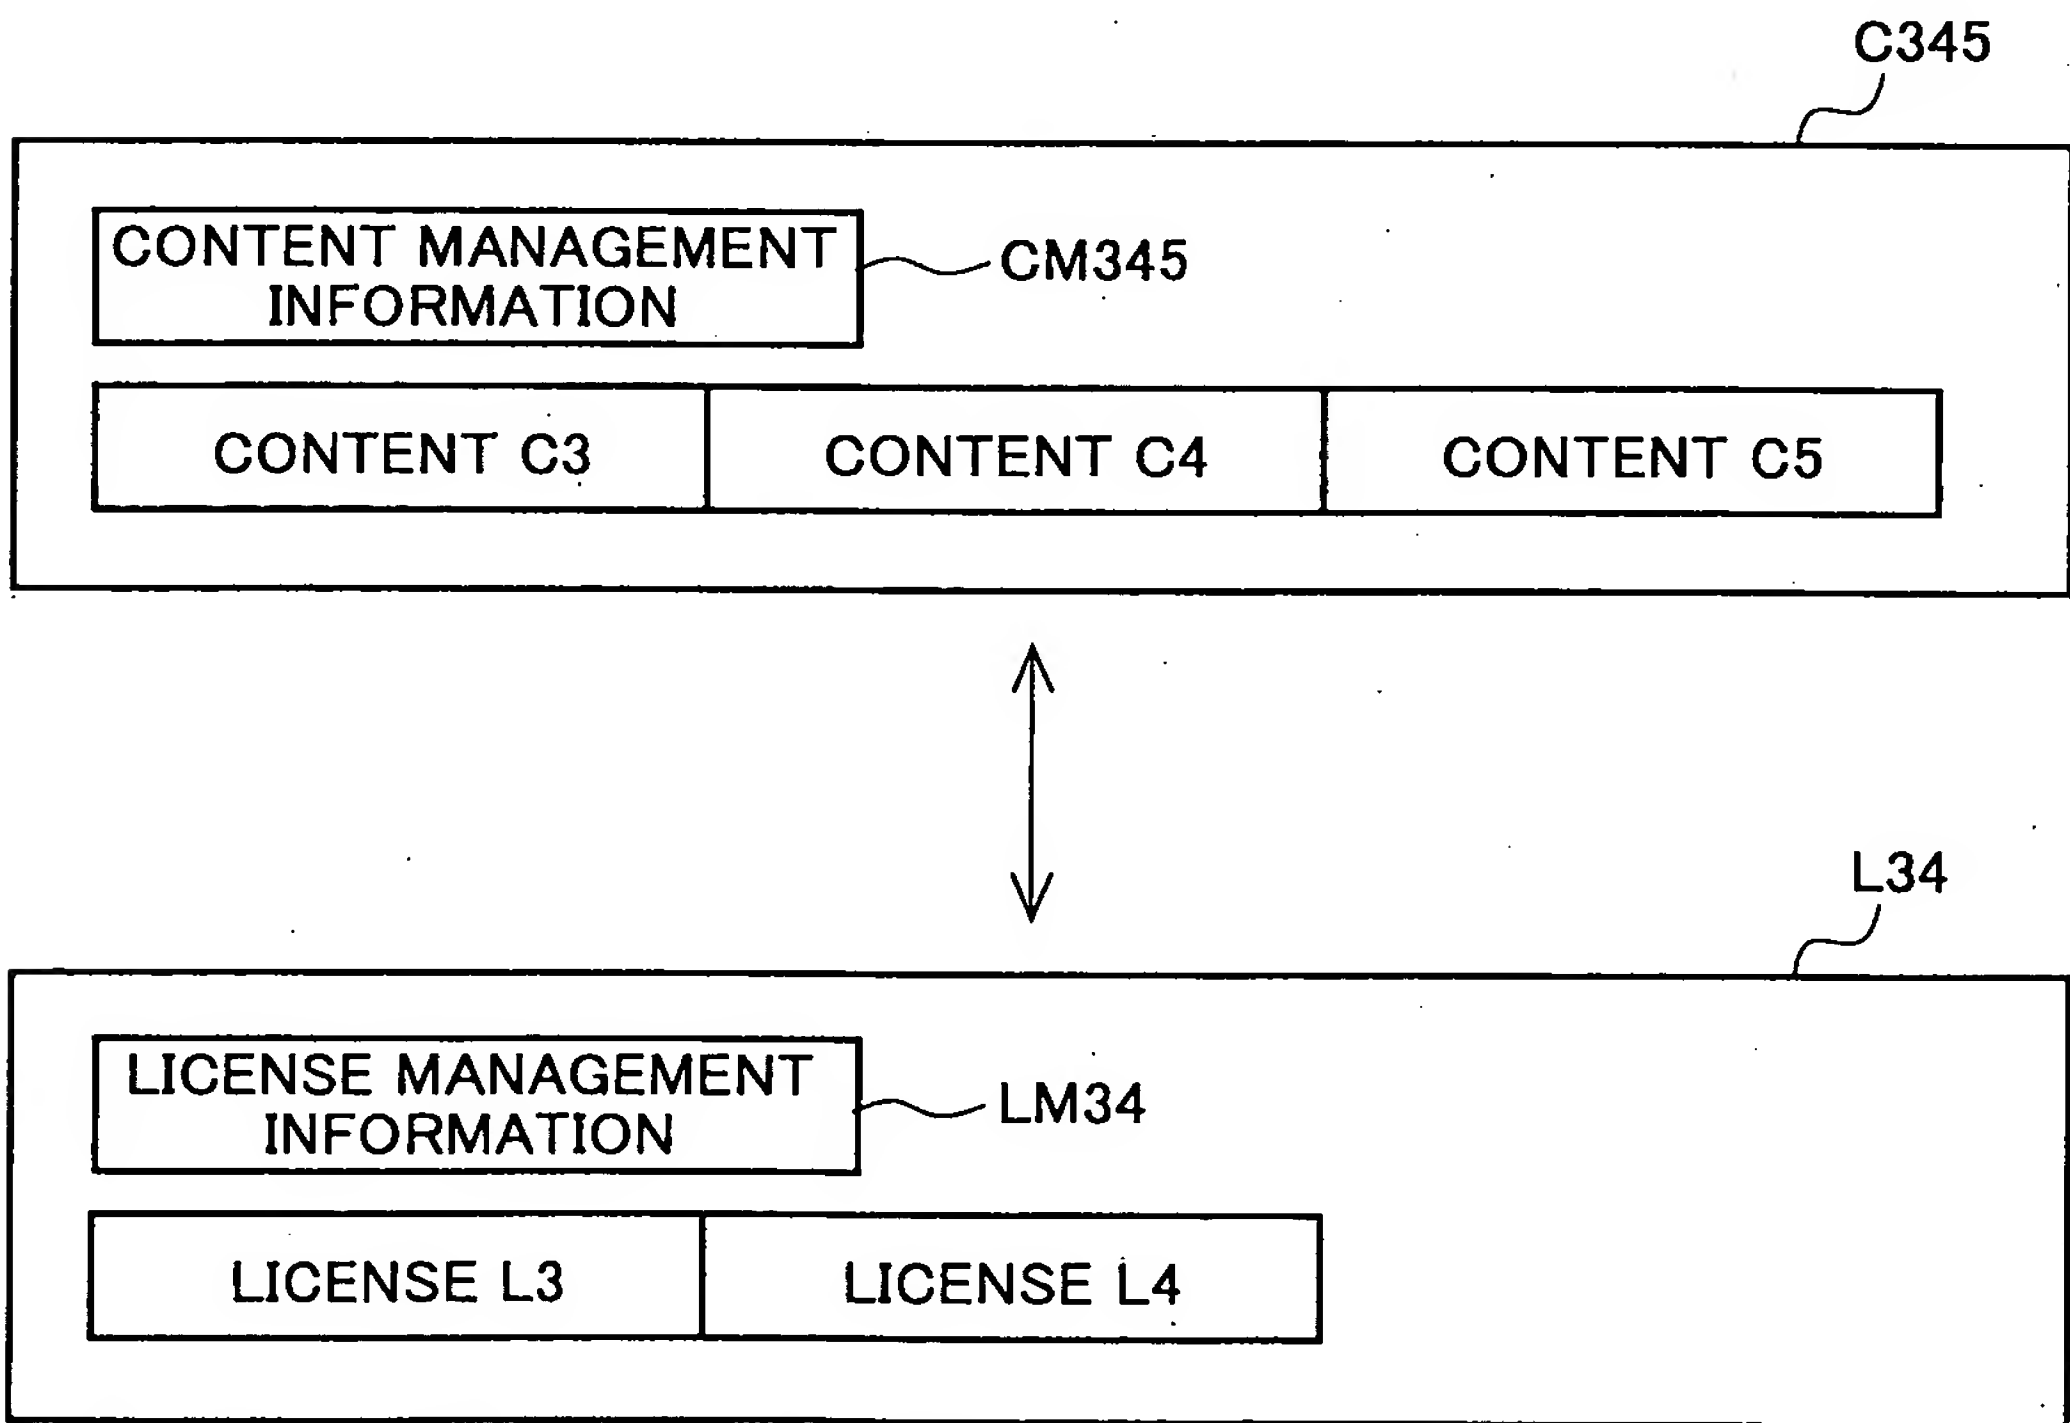 C345
CONTENT MANAGEMENT
INFORMATION
CM345
CONTENT C3
CONTENT C4
CONTENT C5
L34
LICENSE MANAGEMENT
INFORMATION
LM34
LICENSE L3
LICENSE L4